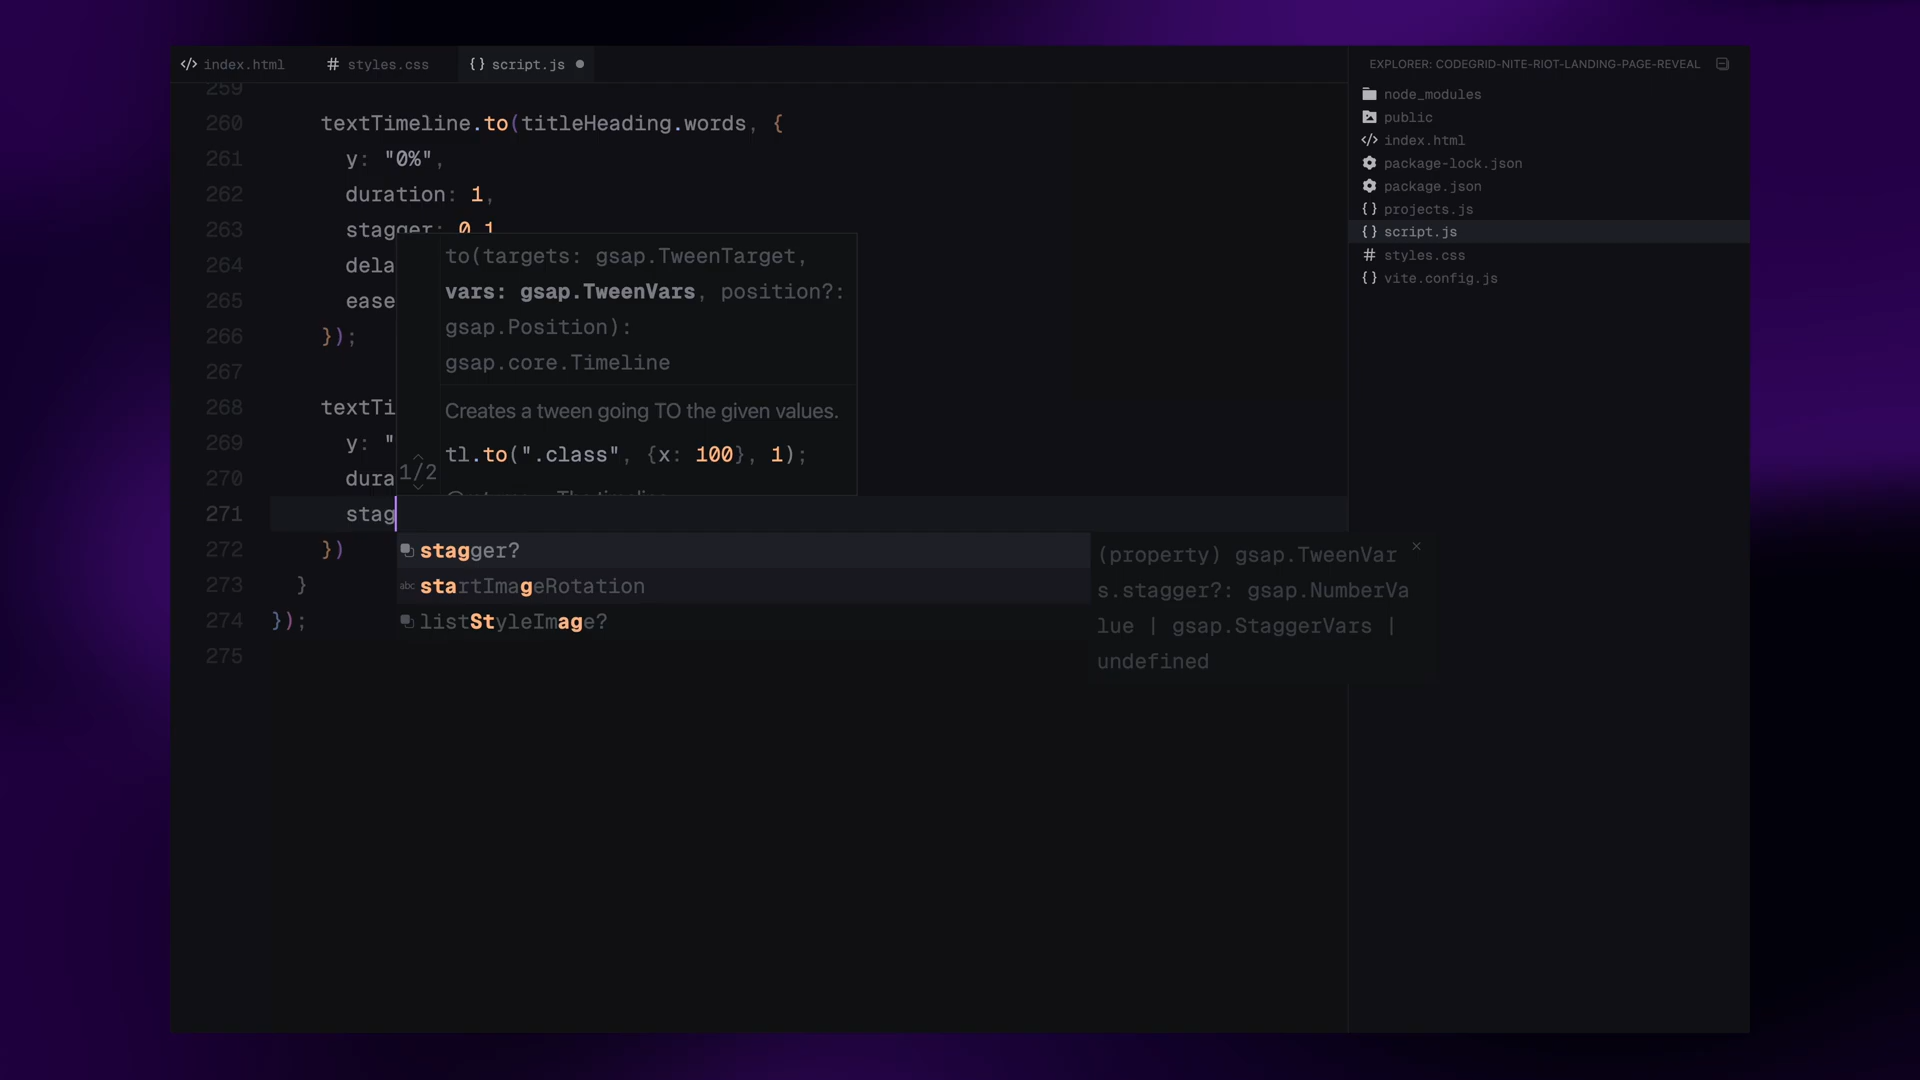 index.html
styles.css
script.js
EXPLORER: CODEGRID-NITE-RIOT-LANDING-PAGE-REVEAL
node_modules
public
index.html
package-lock.json
package.json
projects.js
script.js
styles.css
vite.config.js
259
260 textTimeline.to(titleHeading.words, {
261 y: "0%",
262 duration: 1,
263 stagger: 0.1
264 dela
265 ease
266 });
267
268 textTi
269 y: "
270 dura
271 stag
272 })
273 }
274 });
275
to(targets: gsap.TweenTarget,
vars: gsap.TweenVars, position?:
gsap.Position):
gsap.core.Timeline
Creates a tween going TO the given values.
tl.to(".class", {x: 100}, 1);
1/2
stagger?
abc startImageRotation
listStyleImage?
(property) gsap.TweenVar
s.stagger?: gsap.NumberVa
lue | gsap.StaggerVars |
undefined